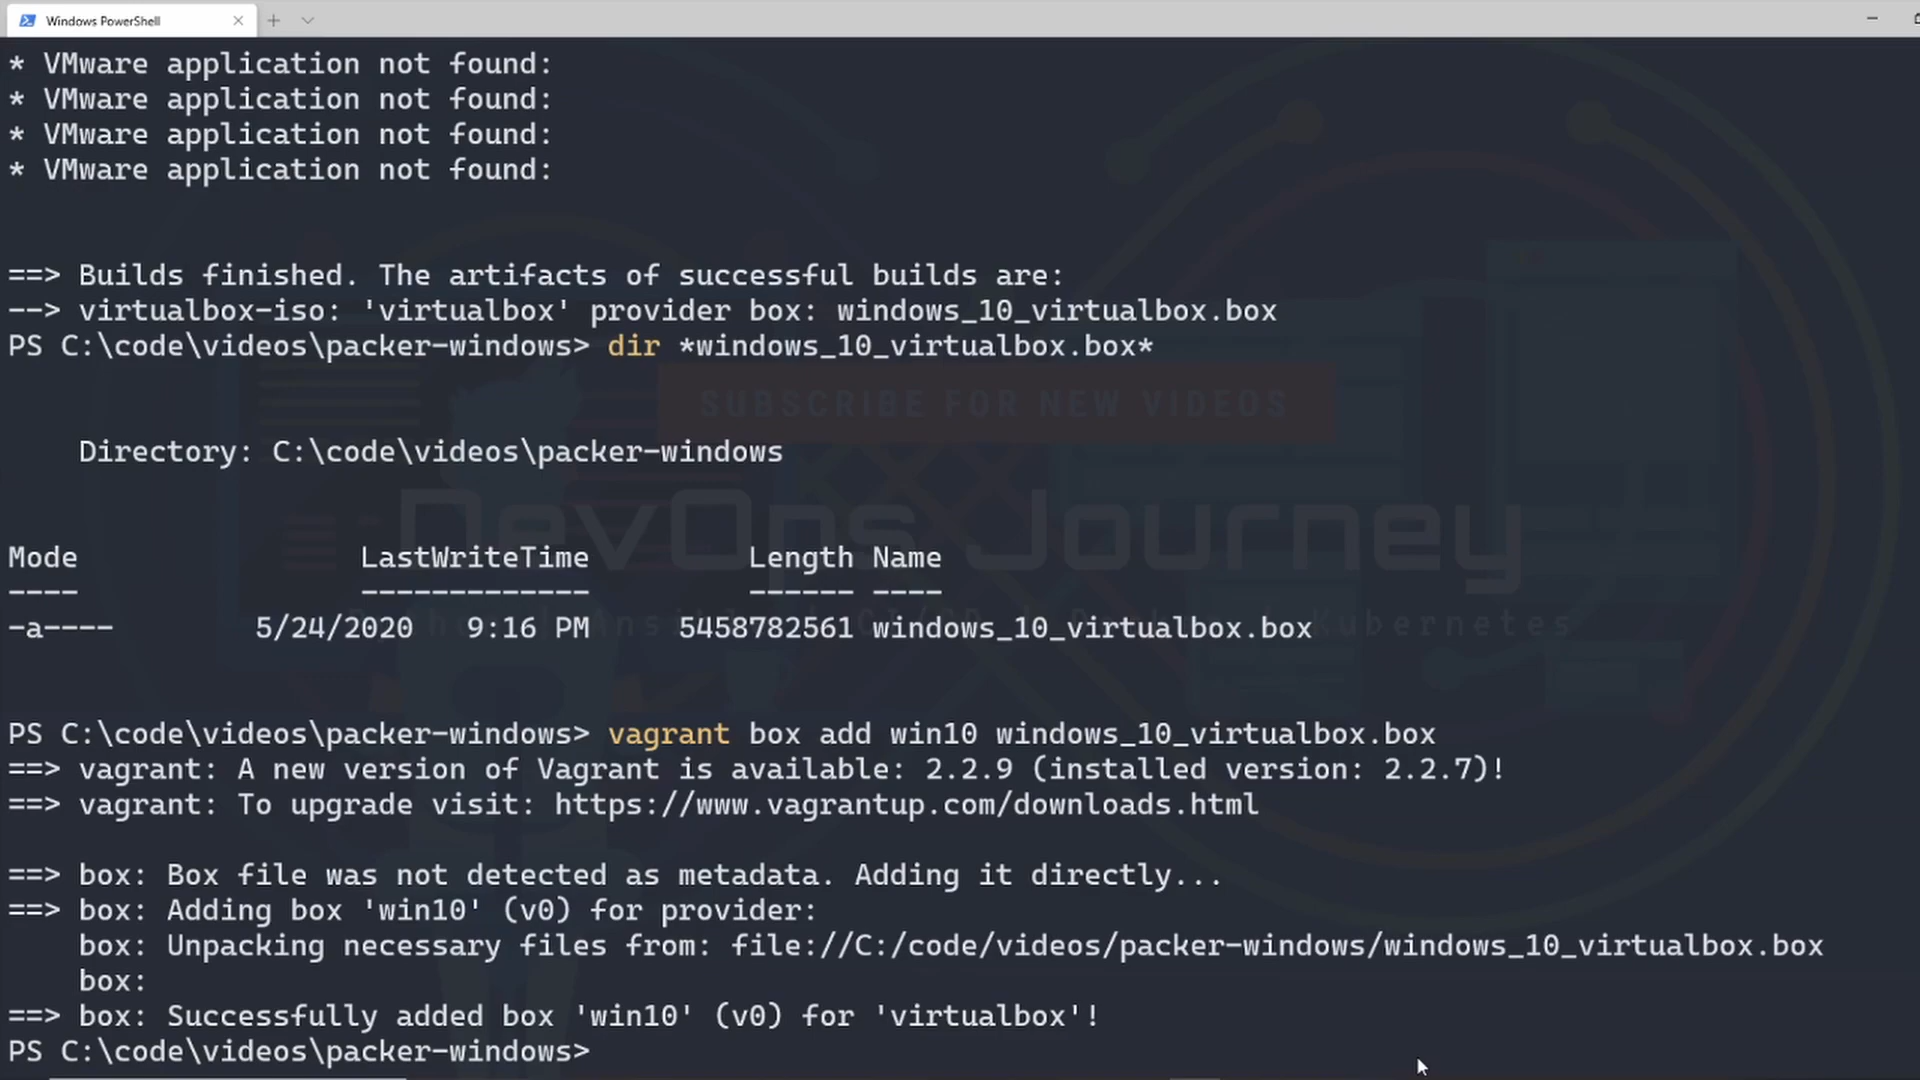 Windows PowerShell
* VMware application not found:
* VMware application not found:
* VMware application not found:
* VMware application not found:
==> Builds finished. The artifacts of successful builds are:
--> virtualbox-iso: 'virtualbox' provider box: windows_10_virtualbox.box
PS C:\code\videos\packer-windows> dir *windows_10_virtualbox.box*
SUBSCRIBE FOR NEW VIDEOS
Directory: C:\code\videos\packer-windows
DevOps Journey
Mode LastWriteTime Length Name
---- ------------- ------ ----
-a---- 5/24/2020 9:16 PM 5458782561 windows_10_virtualbox.box
Kubernetes
PS C:\code\videos\packer-windows> vagrant box add win10 windows_10_virtualbox.box
==> vagrant: A new version of Vagrant is available: 2.2.9 (installed version: 2.2.7)!
==> vagrant: To upgrade visit: https://www.vagrantup.com/downloads.html
==> box: Box file was not detected as metadata. Adding it directly...
==> box: Adding box 'win10' (v0) for provider:
box: Unpacking necessary files from: file://C:/code/videos/packer-windows/windows_10_virtualbox.box
box:
==> box: Successfully added box 'win10' (v0) for 'virtualbox'!
PS C:\code\videos\packer-windows>